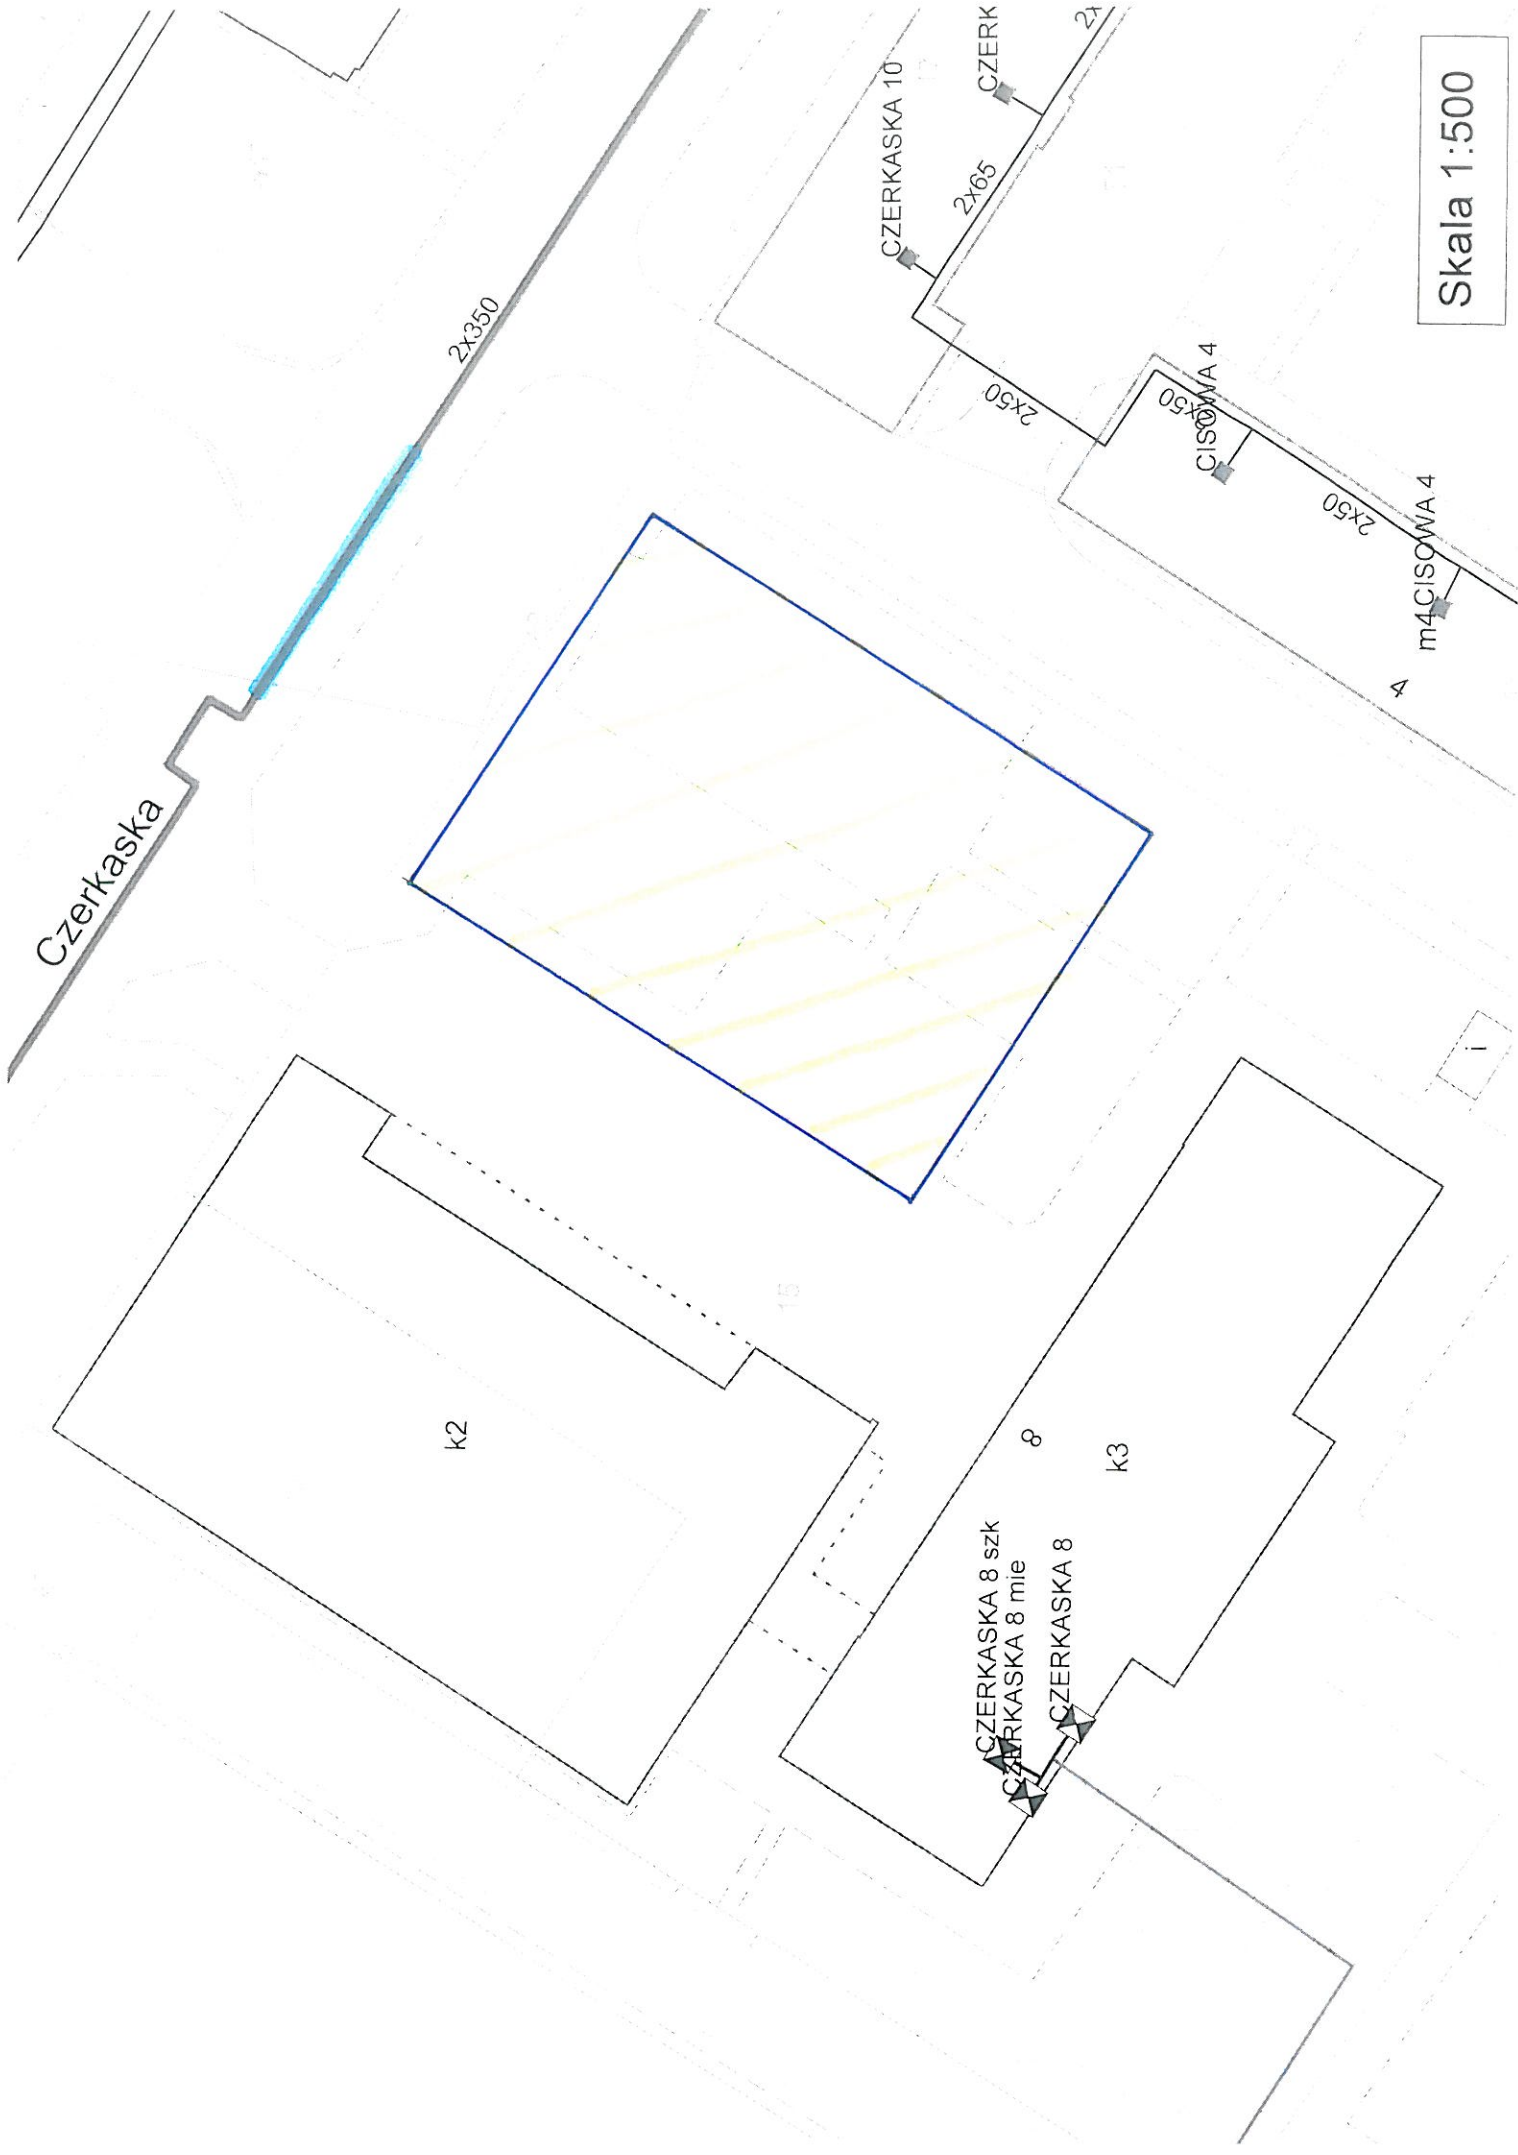 Skala 1:500
Czerkaska
2x350
CZERKASKA 10
CZERK
2x65
2x50
2x50
CISOWA 4
2x50
m4CISOWA 4
4
i
15
k2
8
k3
CZERKASKA 8 szk
CZERKASKA 8 mie
CZERKASKA 8